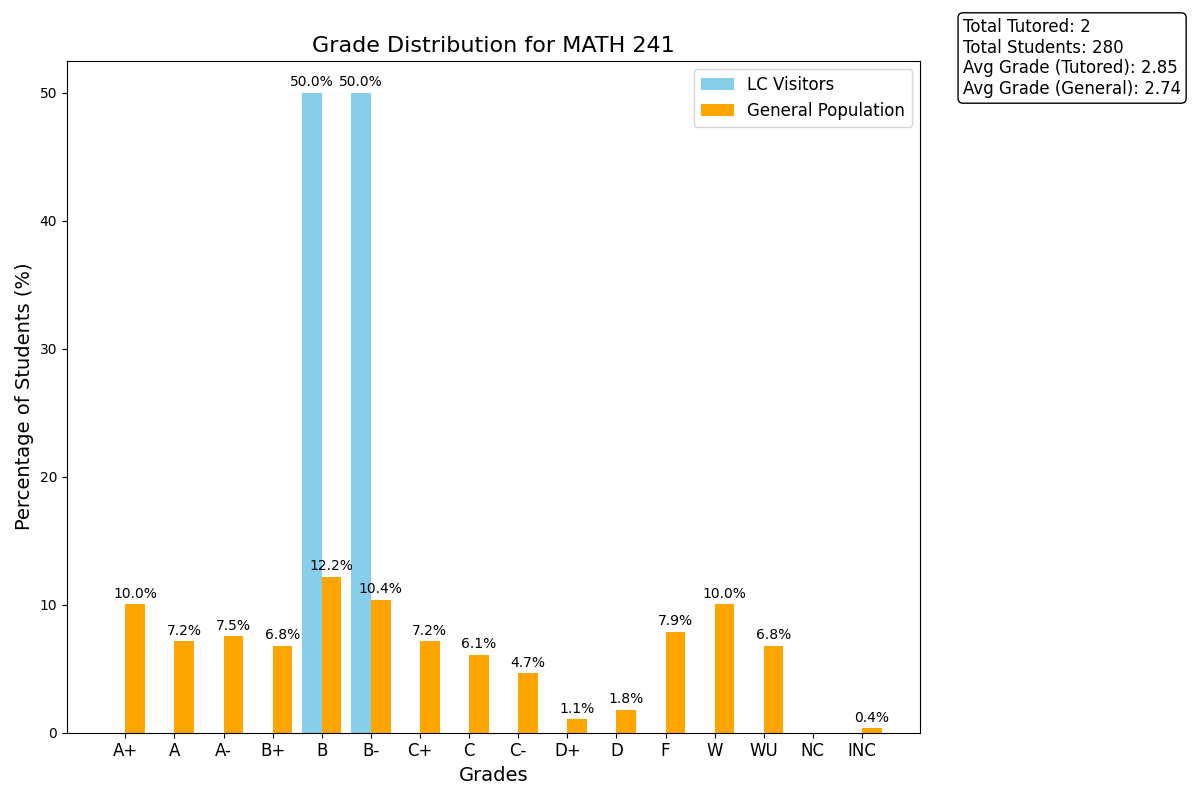 Total Tutored: 2
Total Students: 280
Avg Grade (Tutored): 2.85
Avg Grade (General): 2.74
Grade Distribution for MATH 241
LC Visitors
General Population
Percentage of Students (%)
50
40
30
20
10
0
50.0% 50.0%
10.0% 7.2% 7.5% 6.8% 12.2% 10.4% 7.2% 6.1% 4.7% 1.1% 1.8% 7.9% 10.0% 6.8% 0.4%
A+ A A- B+ B B- C+ C C- D+ D F W WU NC INC
Grades